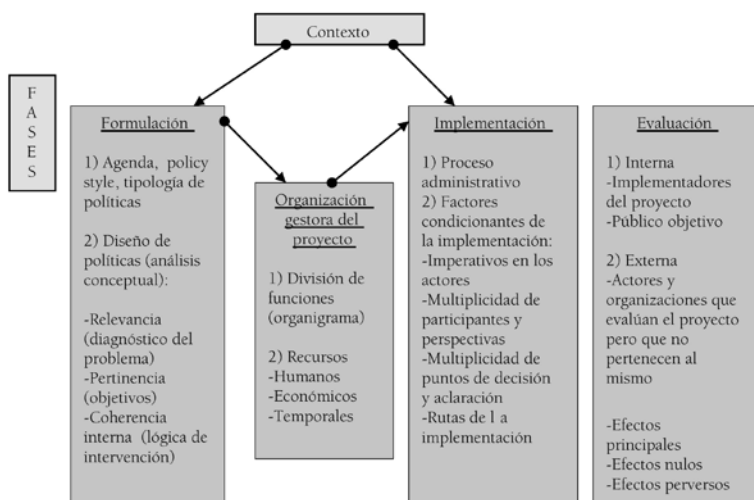 Contexto
F
A
S
E
S
Formulación
1) Agenda, policy
style, tipología de
políticas
2) Diseño de
políticas (análisis
conceptual):
-Relevancia
(diagnóstico del
problema)
-Pertinencia
(objetivos)
-Coherencia
interna (lógica de
intervención)
Organización
gestora del
proyecto
1) División de
funciones
(organigrama)
2) Recursos
-Humanos
-Económicos
-Temporales
Implementación
1) Proceso
administrativo
2) Factores
condicionantes de
la implementación:
-Imperativos en los
actores
-Multiplicidad de
participantes y
perspectivas
-Multiplicidad de
puntos de decisión
y aclaración
-Rutas de l a
implementación
Evaluación
1) Interna
-Implementadores
del proyecto
-Público objetivo
2) Externa
-Actores y
organizaciones que
evalúan el proyecto
pero que no
pertenecen al
mismo
-Efectos
principales
-Efectos nulos
-Efectos perversos